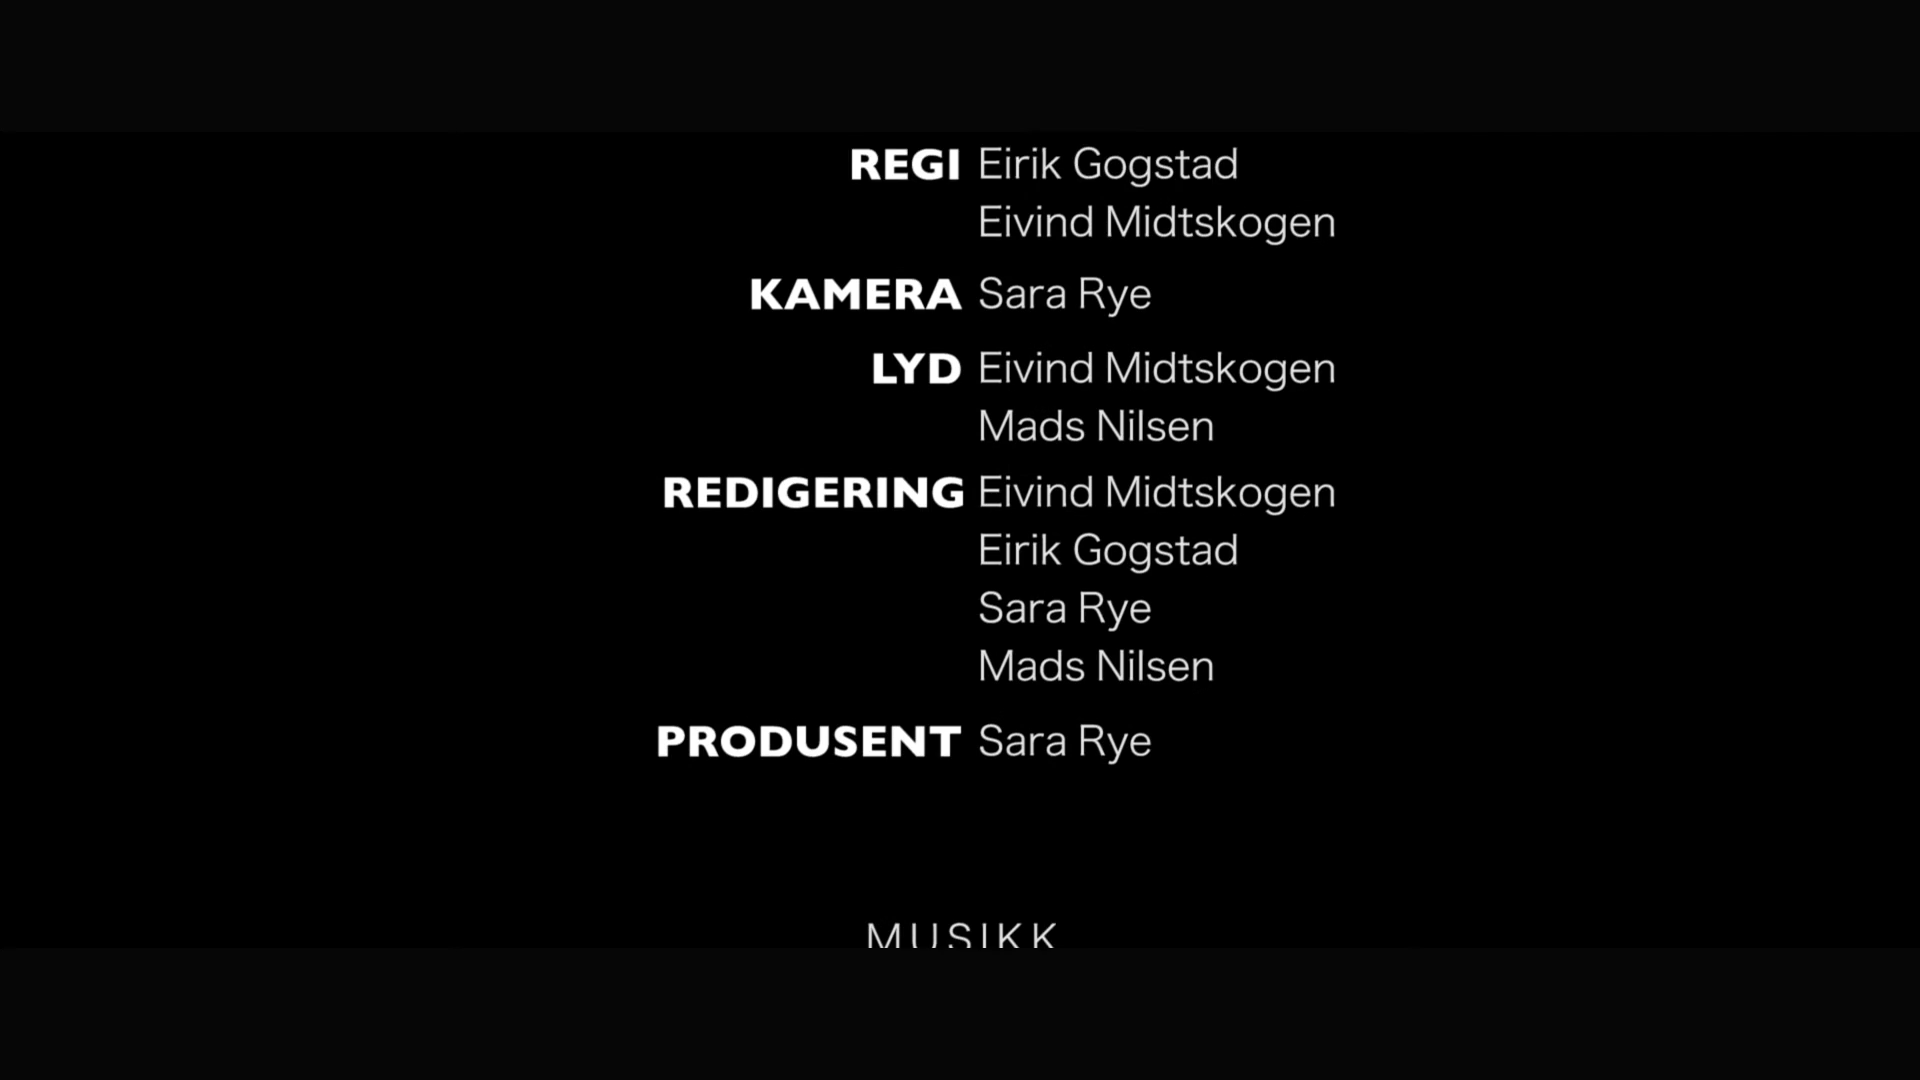 REGI Eirik Gogstad
Eivind Midtskogen
KAMERA Sara Rye
LYD Eivind Midtskogen
Mads Nilsen
REDIGERING Eivind Midtskogen
Eirik Gogstad
Sara Rye
Mads Nilsen
PRODUSENT Sara Rye
MUSIKK